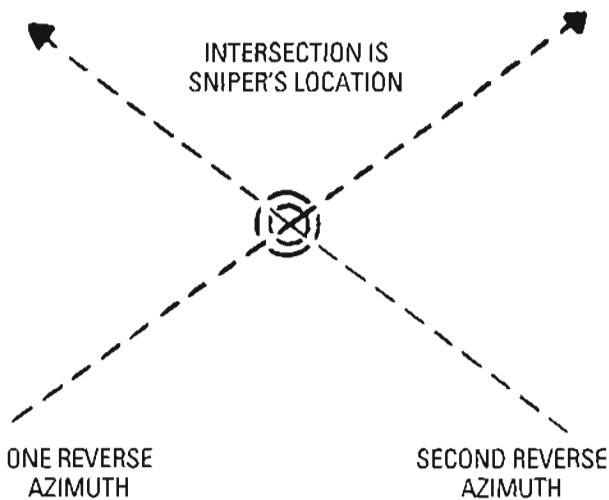 INTERSECTION IS
SNIPER'S LOCATION
ONE REVERSE
AZIMUTH
SECOND REVERSE
AZIMUTH